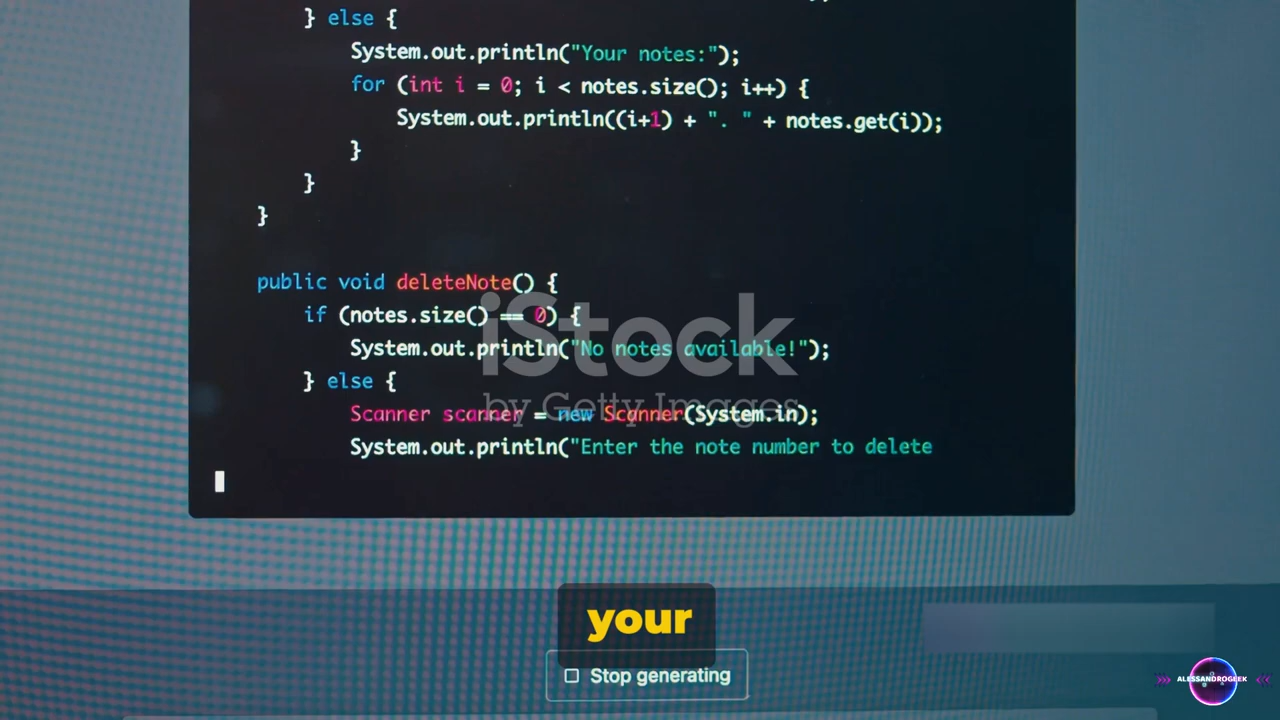 } else {
System.out.println("Your notes:");
for (int i = 0; i < notes.size(); i++) {
System.out.println((i+1) + ". " + notes.get(i));
}
}
}
public void deleteNote() {
if (notes.size() == 0) {
System.out.println("No notes available!");
} else {
Scanner scanner = new Scanner(System.in);
System.out.println("Enter the note number to delete
iStock
by Getty Images
your
Stop generating
ALESSANDROGEEK